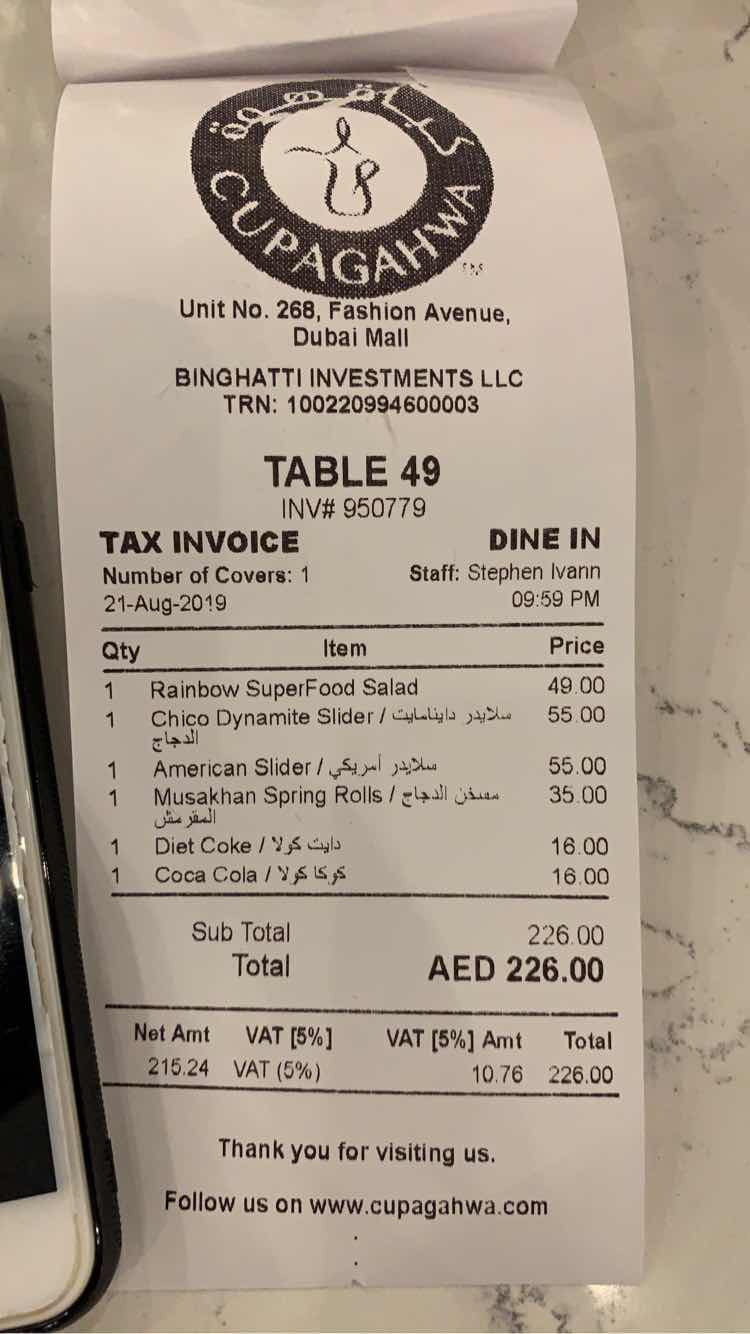 كب أ قهوة
CUPAGAHWA
Unit No. 268, Fashion Avenue,
Dubai Mall
BINGHATTI INVESTMENTS LLC
TRN: 100220994600003
TABLE 49
INV# 950779
TAX INVOICE DINE IN
Number of Covers: 1 Staff: Stephen Ivann
21-Aug-2019 09:59 PM
Qty Item Price
1 Rainbow SuperFood Salad 49.00
1 Chico Dynamite Slider / سلايدر دايناميت 55.00
الدجاج
1 American Slider / سلايدر أمريكي 55.00
1 Musakhan Spring Rolls / مسخن الدجاج 35.00
المقرمش
1 Diet Coke / دايت كولا 16.00
1 Coca Cola / كوكا كولا 16.00
Sub Total 226.00
Total AED 226.00
Net Amt VAT [5%] VAT [5%] Amt Total
215.24 VAT (5%) 10.76 226.00
Thank you for visiting us.
Follow us on www.cupagahwa.com